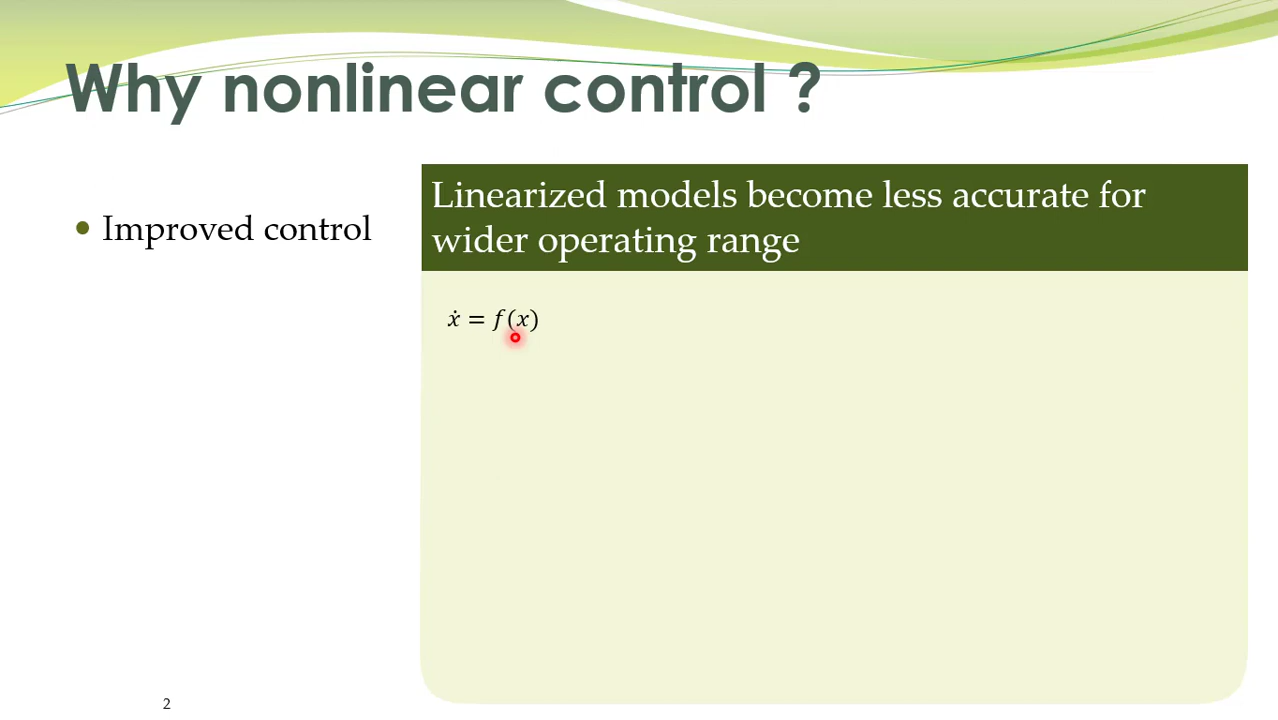 Why nonlinear control ?
• Improved control
Linearized models become less accurate for
wider operating range
ẋ = f(x)
2